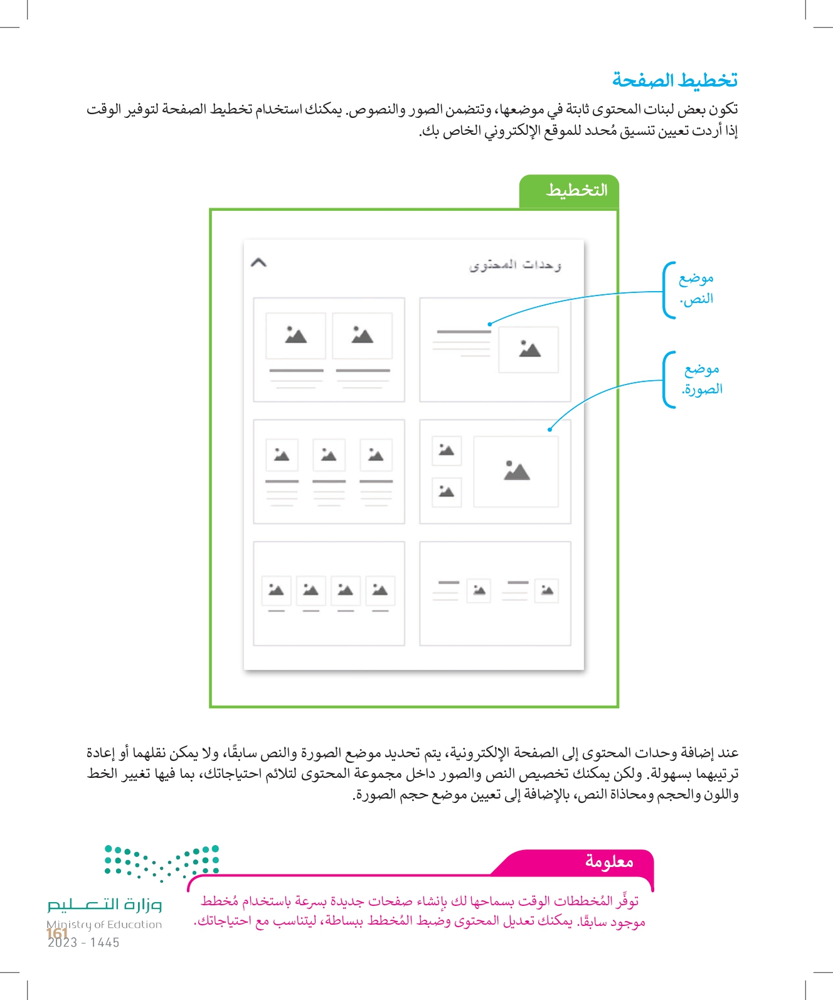 تخطيط الصفحة
تكون بعض لبنات المحتوى ثابتة في موضعها، وتتضمن الصور والنصوص. يمكنك استخدام تخطيط الصفحة لتوفير الوقت
إذا أردت تعيين تنسيق مُحدد للموقع الإلكتروني الخاص بك.
التخطيط
وحدات المحتوى
موضع
النص.
موضع
الصورة.
عند إضافة وحدات المحتوى إلى الصفحة الإلكترونية، يتم تحديد موضع الصورة والنص سابقًا، ولا يمكن نقلهما أو إعادة
ترتيبهما بسهولة. ولكن يمكنك تخصيص النص والصور داخل مجموعة المحتوى لتلائم احتياجاتك، بما فيها تغيير الخط
واللون والحجم ومحاذاة النص، بالإضافة إلى تعيين موضع حجم الصورة.
معلومة
توفِّر المُخططات الوقت بسماحها لك بإنشاء صفحات جديدة بسرعة باستخدام مُخطط
موجود سابقًا. يمكنك تعديل المحتوى وضبط المُخطط ببساطة، ليتناسب مع احتياجاتك.
وزارة التعليم
Ministry of Education
161
2023 - 1445